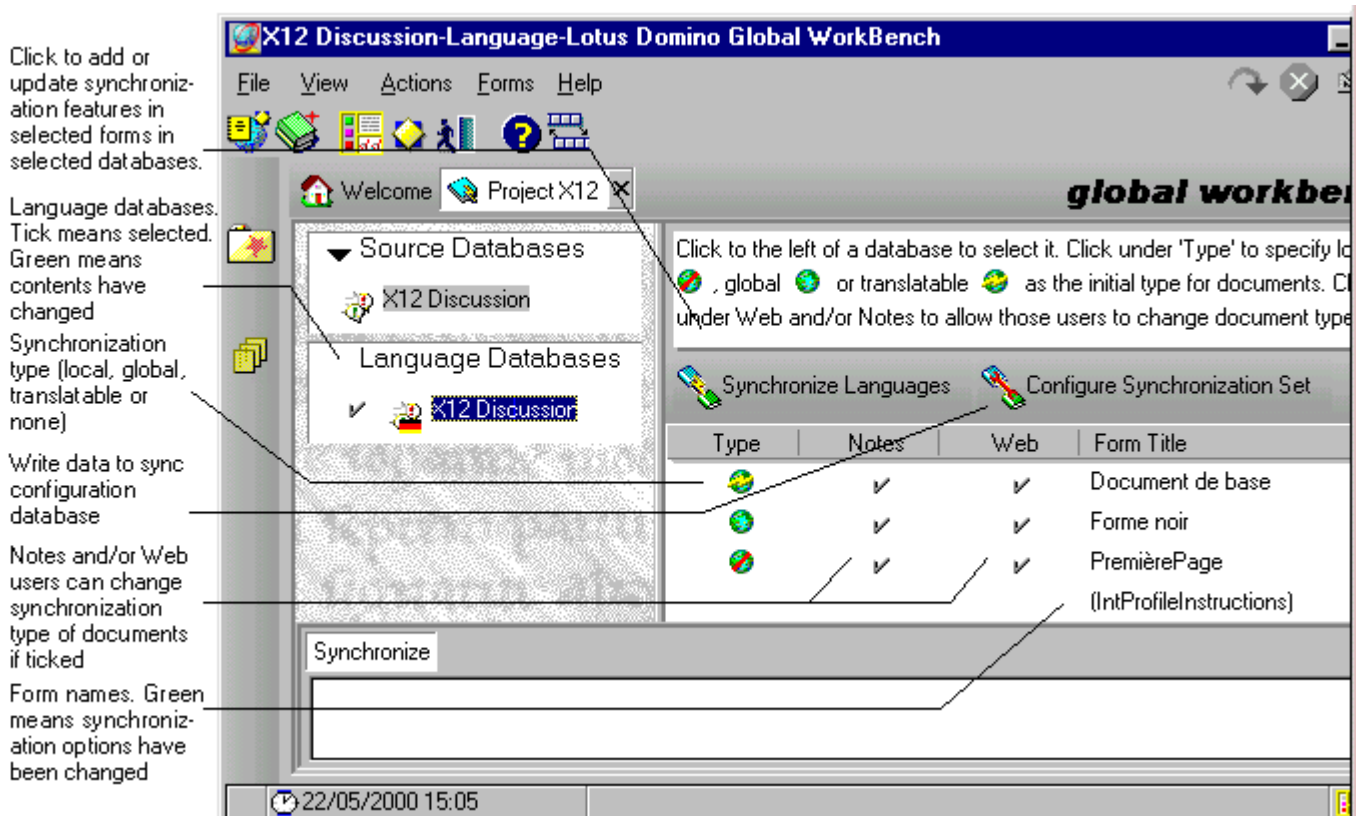 Click to add or
update synchroniz-
ation features in
selected forms in
selected databases.
Language databases.
Tick means selected.
Green means
contents have
changed
Synchronization
type (local, global,
translatable or
none)
Write data to sync
configuration
database
Notes and/or Web
users can change
synchronization
type of documents
if ticked
Form names. Green
means synchroniz-
ation options have
been changed
X12 Discussion-Language-Lotus Domino Global WorkBench
File View Actions Forms Help
Welcome Project X12
global workbe
Source Databases
X12 Discussion
Language Databases
X12 Discussion
Click to the left of a database to select it. Click under 'Type' to specify lo
, global or translatable as the initial type for documents. Cl
under Web and/or Notes to allow those users to change document type
Synchronize Languages Configure Synchronization Set
Type Notes Web Form Title
Document de base
Forme noir
PremièrePage
(IntProfileInstructions)
Synchronize
22/05/2000 15:05